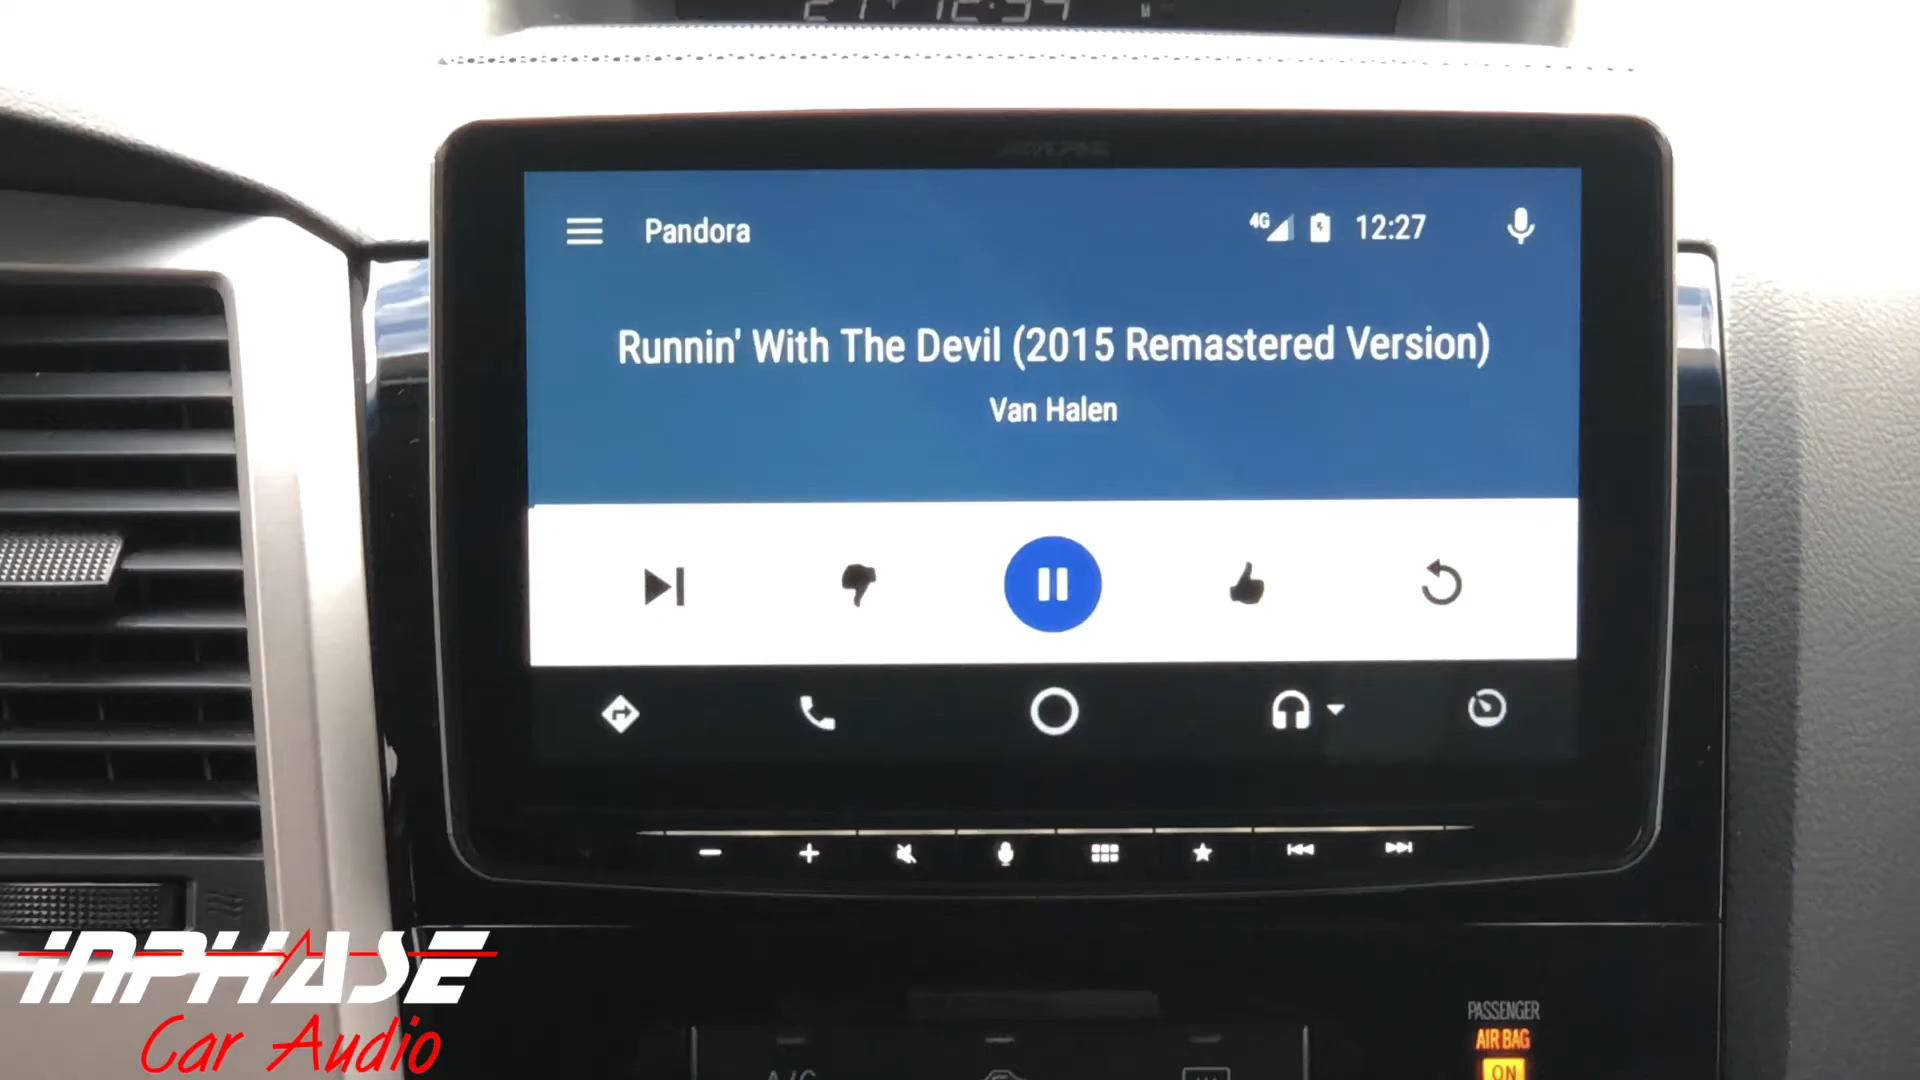 Pandora
4G
12:27
Runnin' With The Devil (2015 Remastered Version)
Van Halen
INPHASE
Car Audio
PASSENGER
AIR BAG
ON
A/C